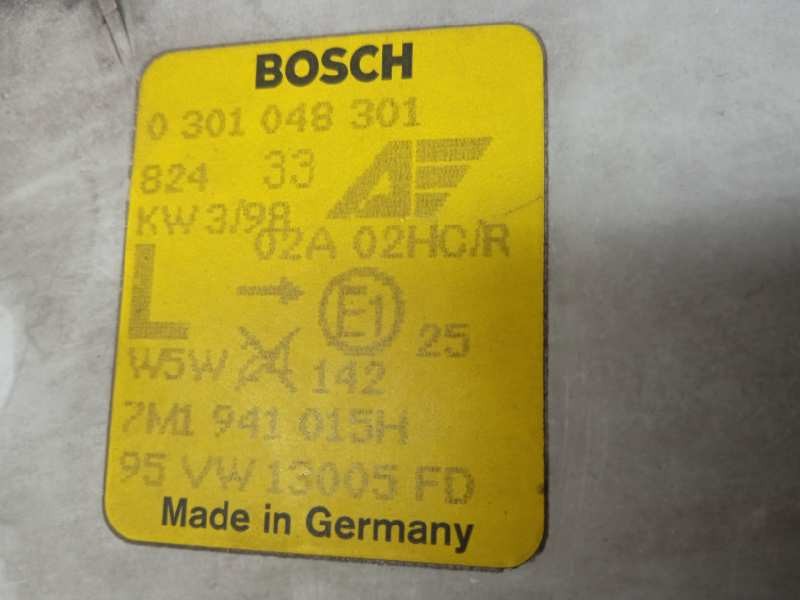 BOSCH
0 301 048 301
824 33
KW 3/98
02A 02HC/R
L → E1 25
W5W 142
7M1 941 015H
95 VW 13005 FD
Made in Germany